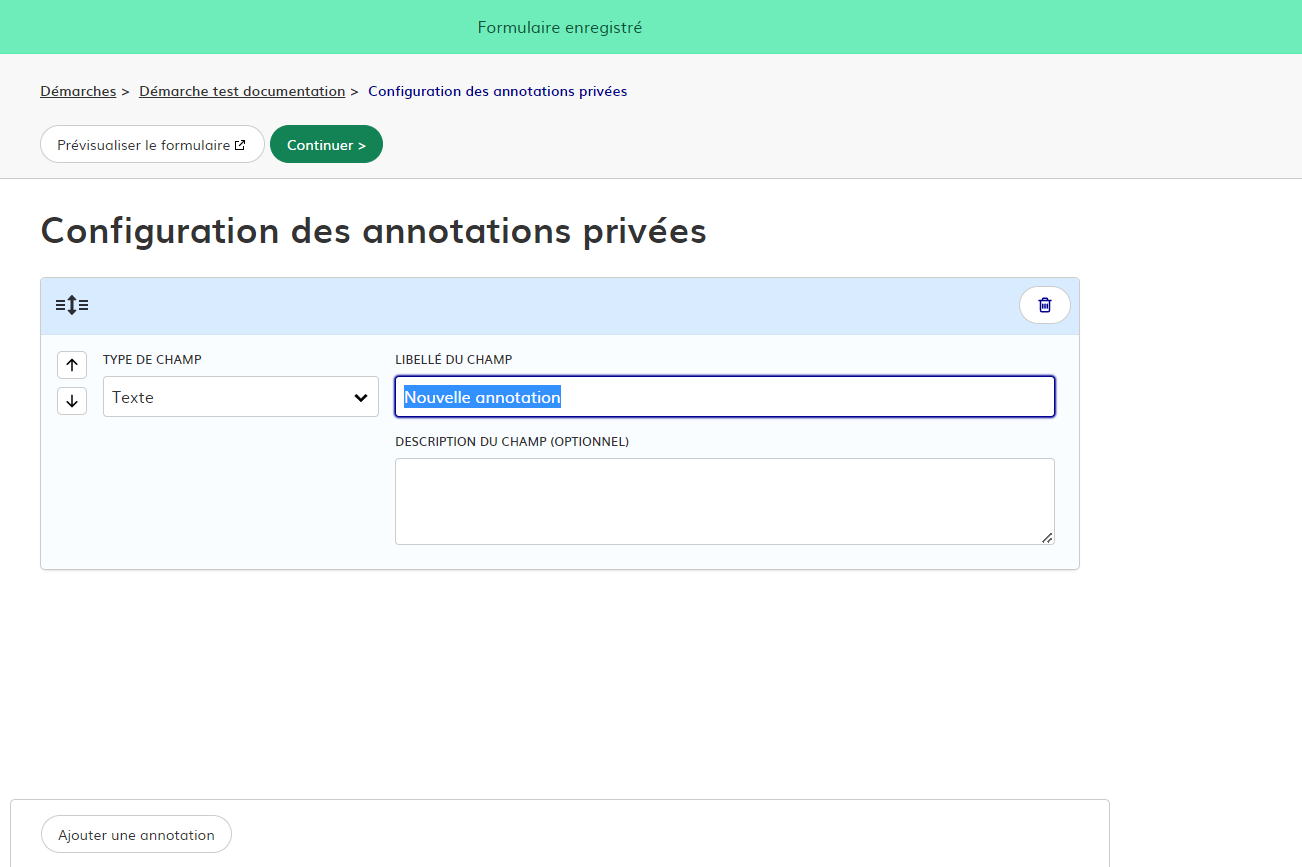 Formulaire enregistré
Démarches > Démarche test documentation > Configuration des annotations privées
Prévisualiser le formulaire Continuer >
Configuration des annotations privées
TYPE DE CHAMP LIBELLÉ DU CHAMP
Texte Nouvelle annotation
DESCRIPTION DU CHAMP (OPTIONNEL)
Ajouter une annotation